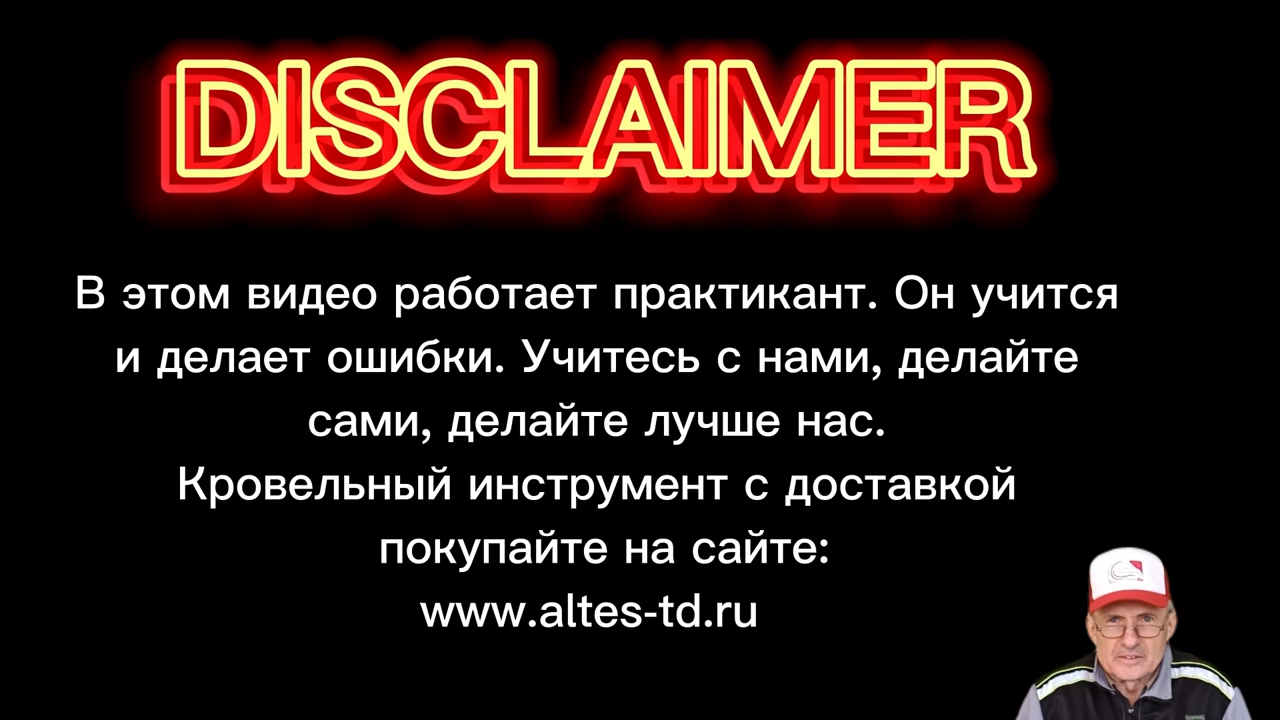 DISCLAIMER
В этом видео работает практикант. Он учится
и делает ошибки. Учитесь с нами, делайте
сами, делайте лучше нас.
Кровельный инструмент с доставкой
покупайте на сайте:
www.altes-td.ru